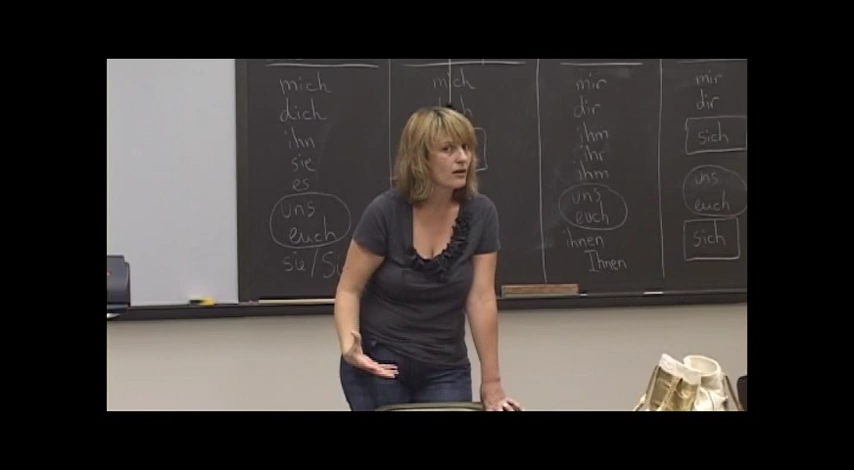 mich
dich
ihn
sie
es
uns
euch
sie/Si
mich
mir
dir
ihm
ihr
ihm
uns
euch
ihnen
Ihnen
mir
dir
sich
uns
euch
sich